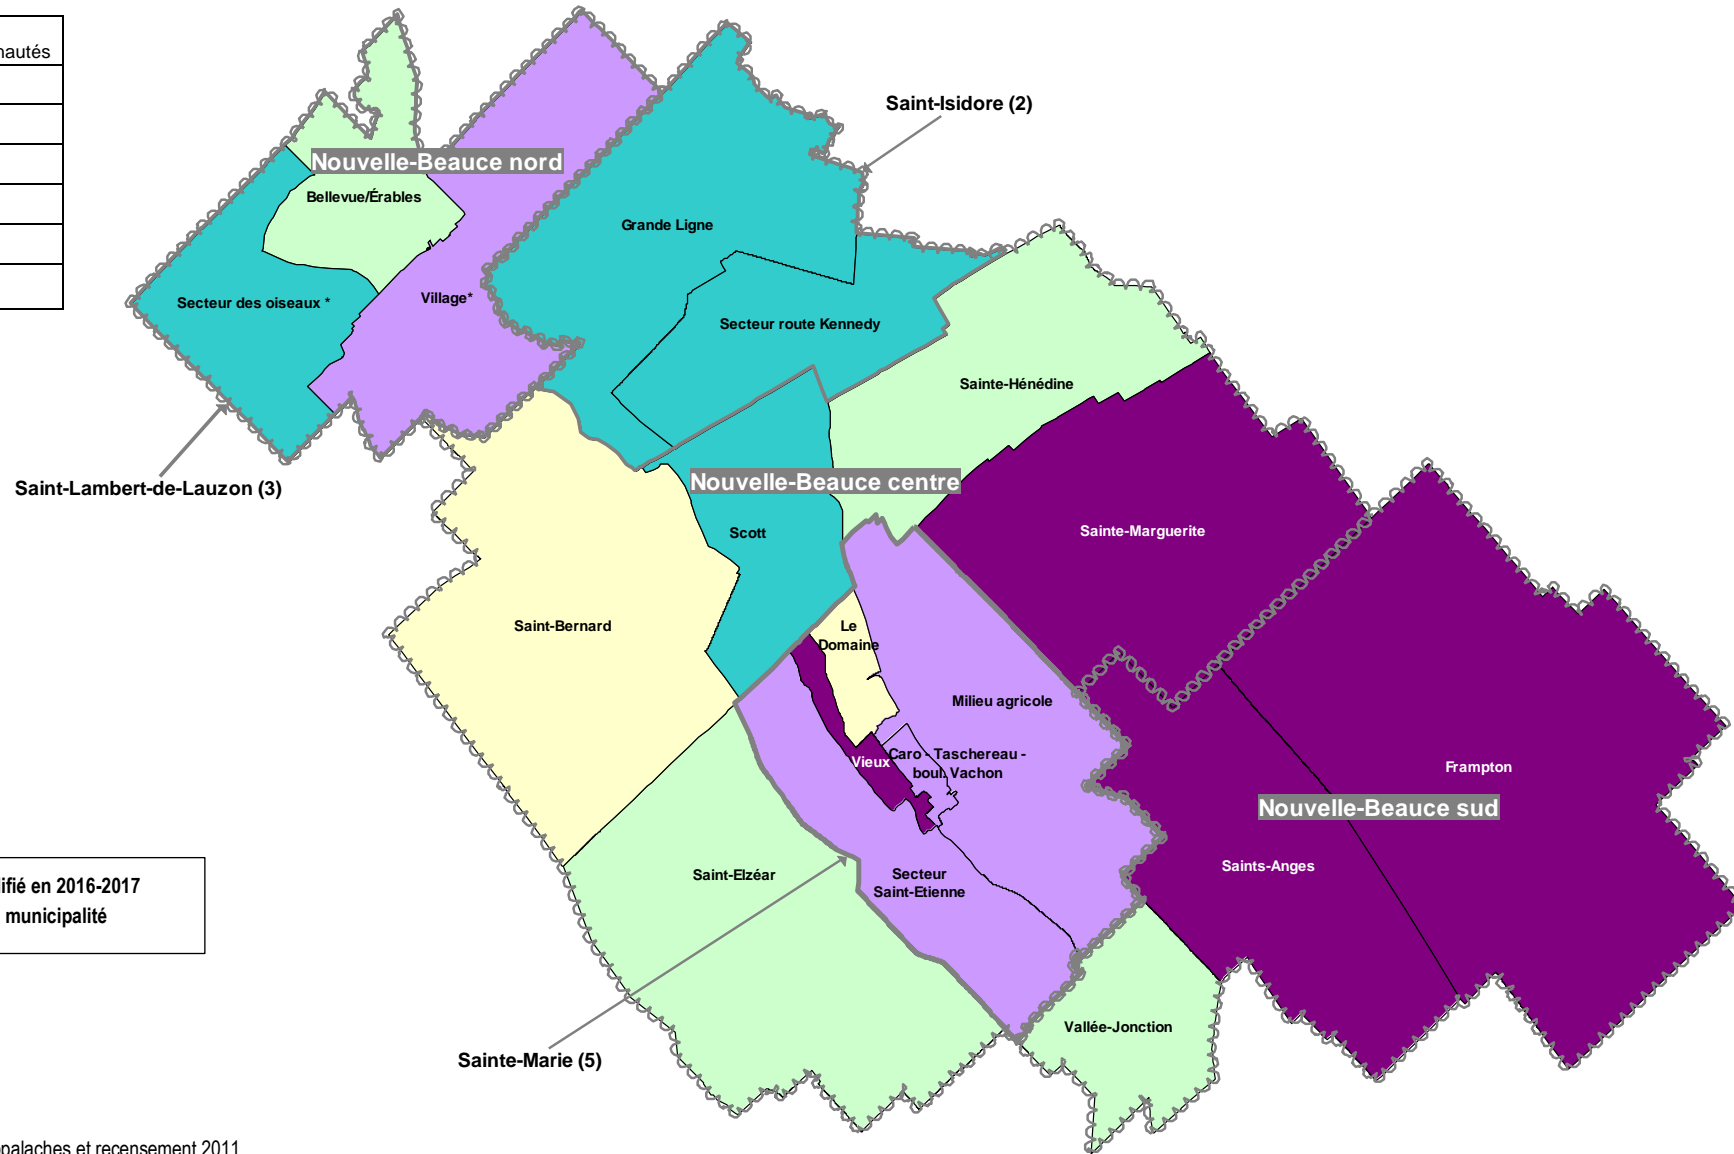 Saint-Isidore (2)
Nouvelle-Beauce nord
Bellevue/Érables
Grande Ligne
Secteur des oiseaux *
Village*
Secteur route Kennedy
Sainte-Hénédine
Saint-Lambert-de-Lauzon (3)
Nouvelle-Beauce centre
Scott
Sainte-Marguerite
Saint-Bernard
Le
Domaine
Milieu agricole
Vieux
Caro - Taschereau -
boul. Vachon
Frampton
Nouvelle-Beauce sud
Saints-Anges
Saint-Elzéar
Secteur
Saint-Etienne
en 2016-2017
municipalité
Vallée-Jonction
Sainte-Marie (5)
et recensement 2011